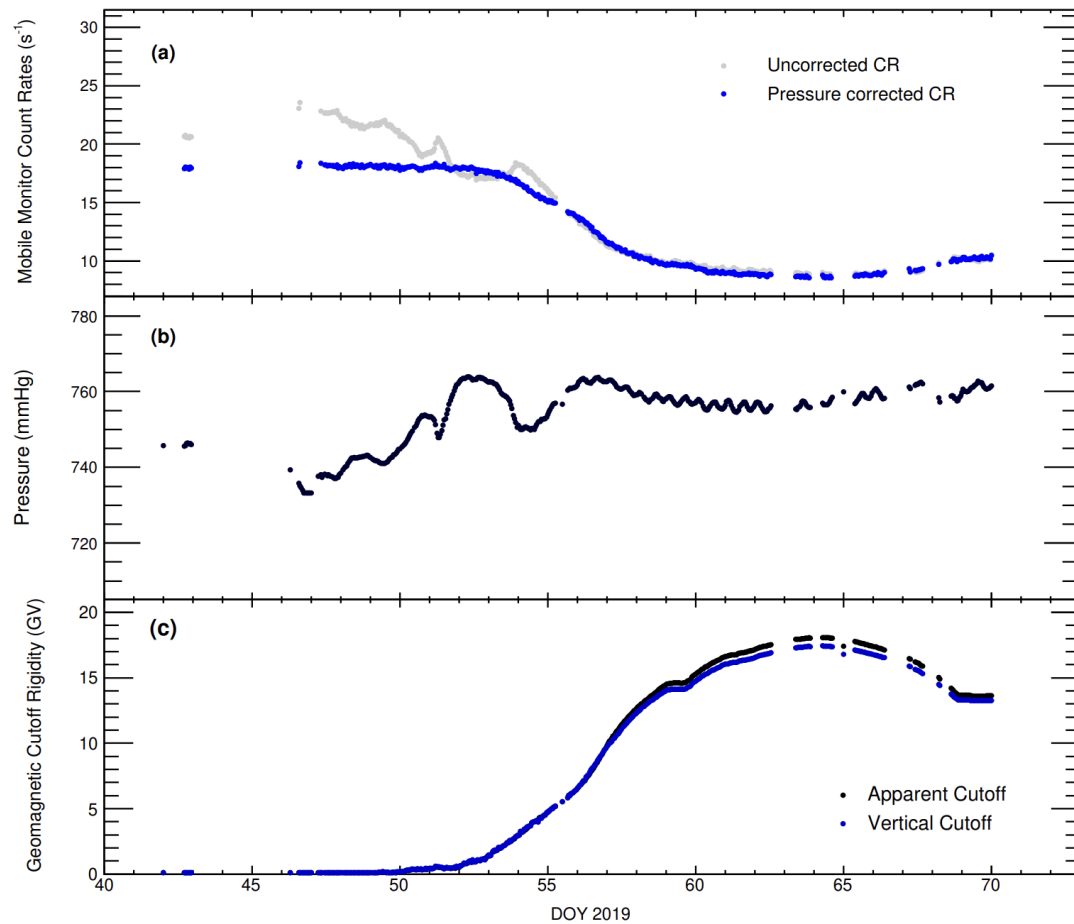 (a)
Uncorrected CR
Pressure corrected CR
Mobile Monitor Count Rates (s⁻¹)
30
25
20
15
10
(b)
Pressure (mmHg)
780
760
740
720
(c)
Apparent Cutoff
Vertical Cutoff
Geomagnetic Cutoff Rigidity (GV)
20
15
10
5
0
40 45 50 55 60 65 70
DOY 2019